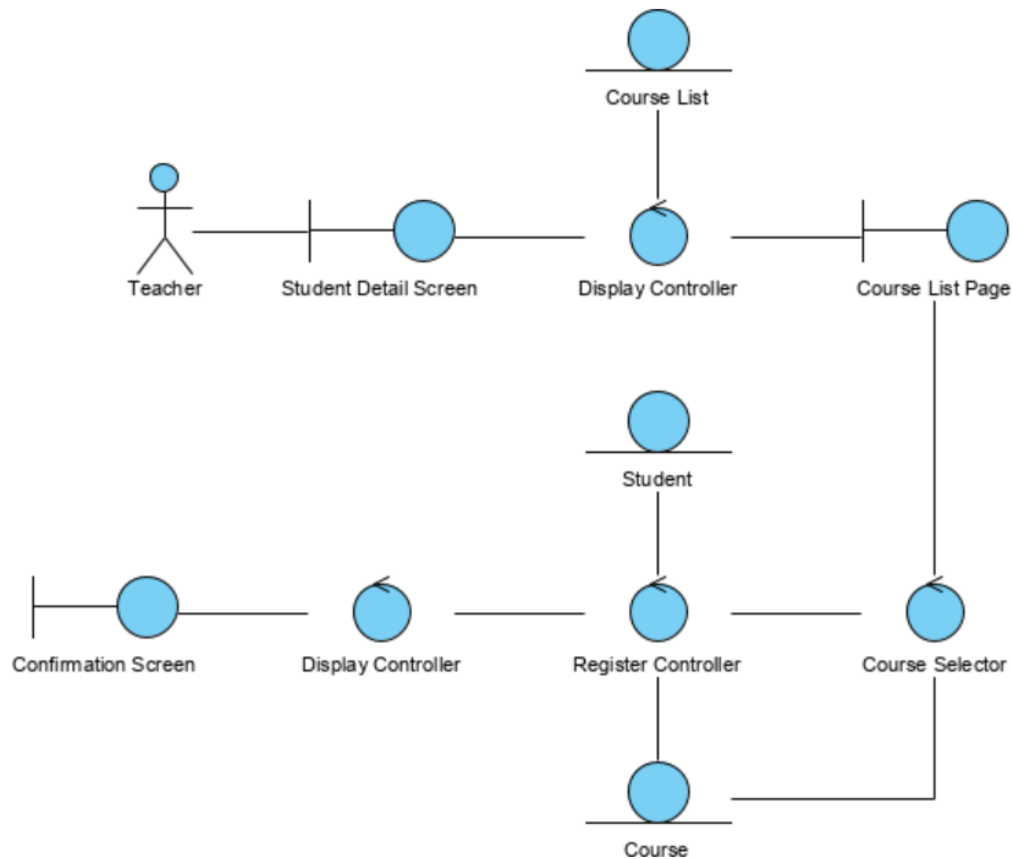 Course List
Teacher
Student Detail Screen
Display Controller
Course List Page
Student
Confirmation Screen
Display Controller
Register Controller
Course Selector
Course